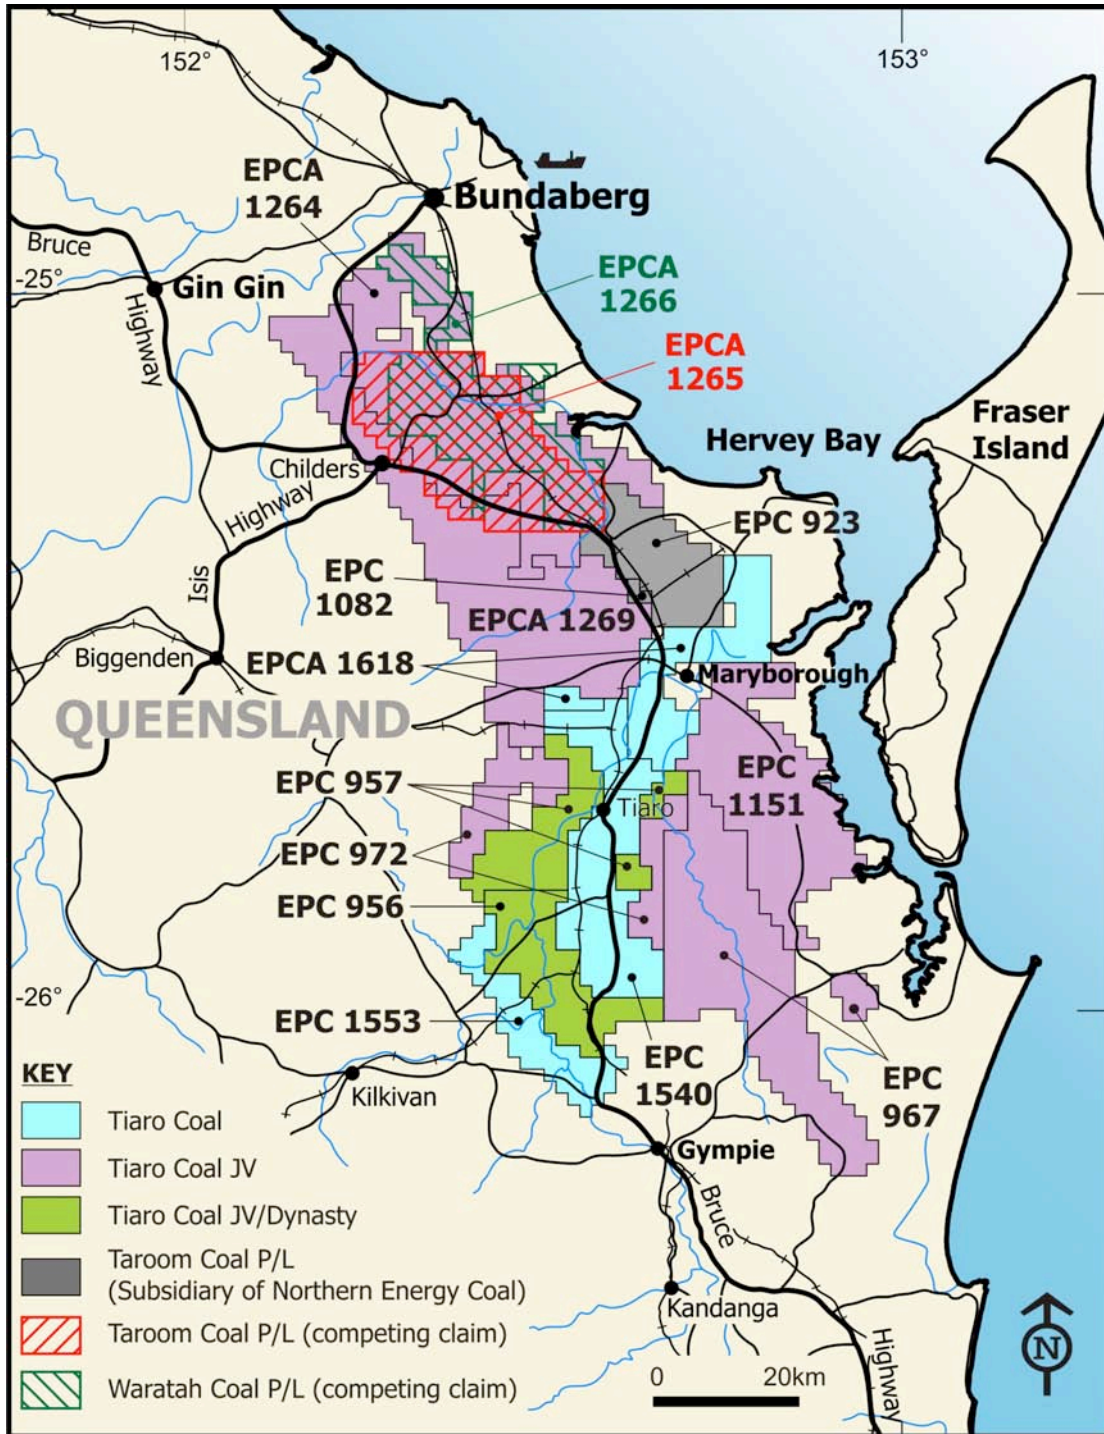 152°
153°
EPCA
1264
Bundaberg
Bruce
-25°
Gin Gin
Highway
EPCA
1266
EPCA
1265
Fraser
Island
Hervey Bay
Childers
Highway
Isis
EPC 923
EPC
1082
EPCA 1269
Biggenden
EPCA 1618
Maryborough
QUEENSLAND
EPC 957
EPC
1151
Tiaro
EPC 972
EPC 956
-26°
EPC 1553
EPC
1540
EPC
967
Kilkivan
Gympie
Bruce
Highway
Kandanga
KEY
Tiaro Coal
Tiaro Coal JV
Tiaro Coal JV/Dynasty
Taroom Coal P/L
(Subsidiary of Northern Energy Coal)
Taroom Coal P/L (competing claim)
Waratah Coal P/L (competing claim)
0 20km
N